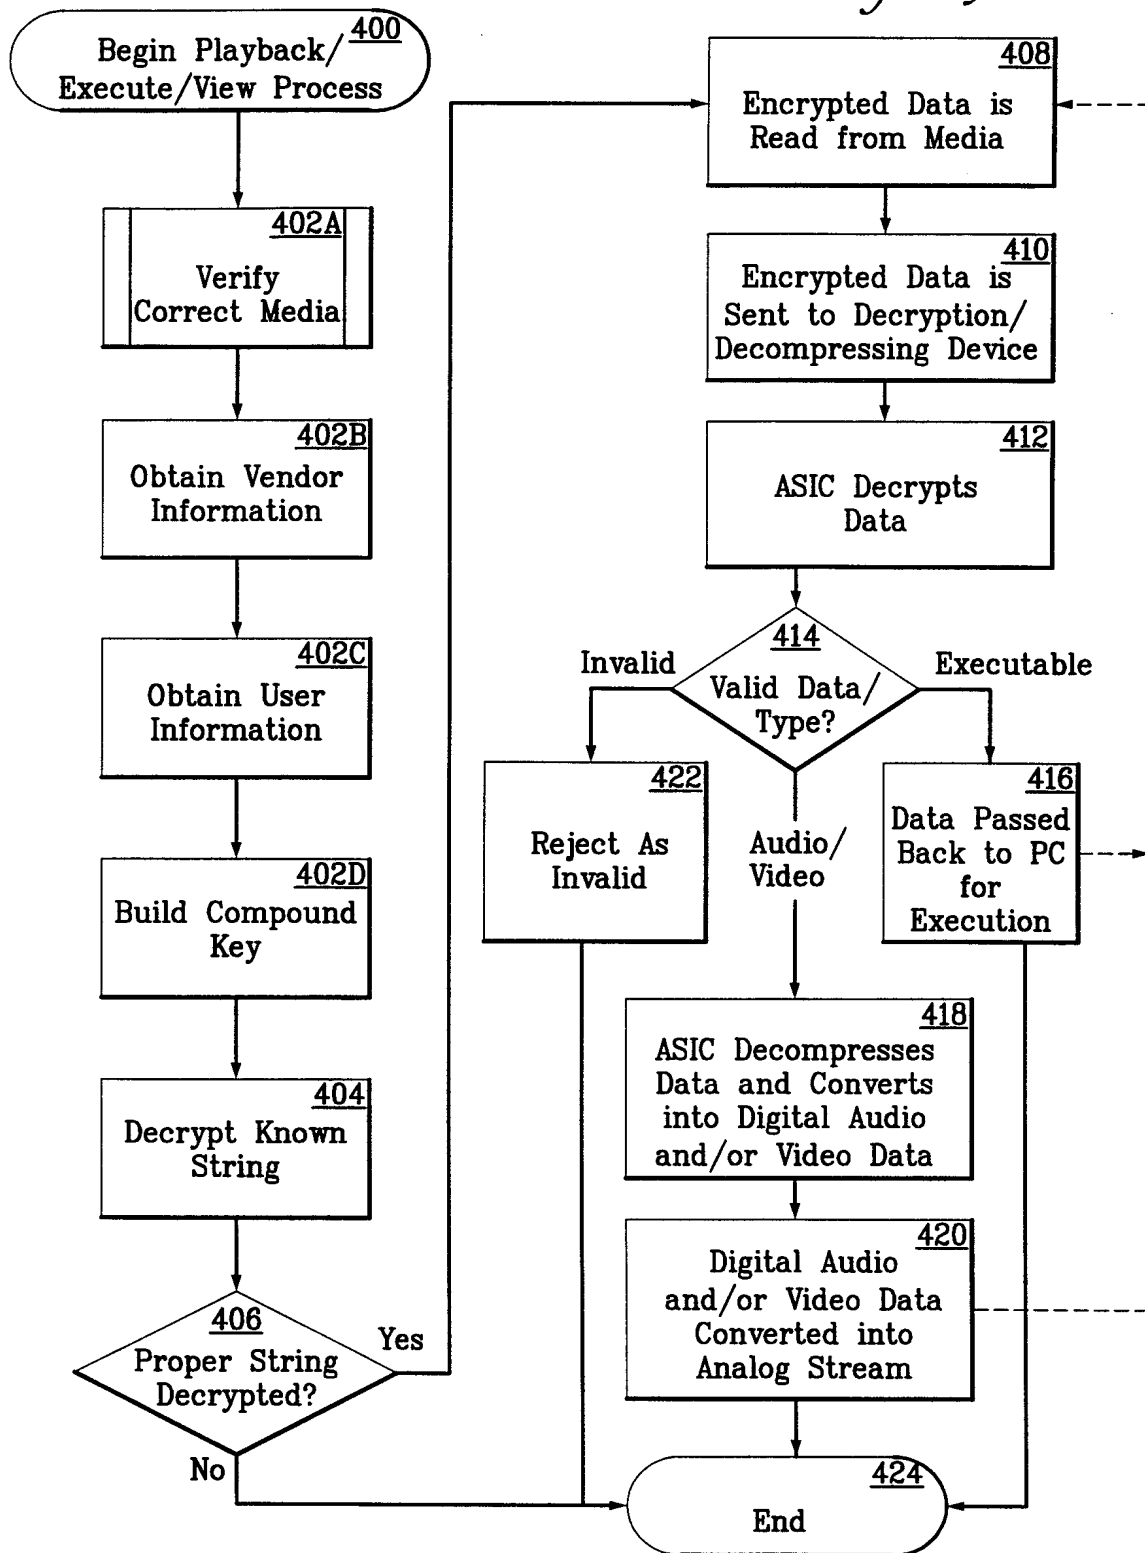 400
Begin Playback/
Execute/View Process
402A
Verify
Correct Media
402B
Obtain Vendor
Information
402C
Obtain User
Information
402D
Build Compound
Key
404
Decrypt Known
String
406
Proper String
Decrypted?
Yes
No
408
Encrypted Data is
Read from Media
410
Encrypted Data is
Sent to Decryption/
Decompressing Device
412
ASIC Decrypts
Data
414
Valid Data/
Type?
Invalid
Executable
Audio/
Video
422
Reject As
Invalid
416
Data Passed
Back to PC
for
Execution
418
ASIC Decompresses
Data and Converts
into Digital Audio
and/or Video Data
420
Digital Audio
and/or Video Data
Converted into
Analog Stream
424
End